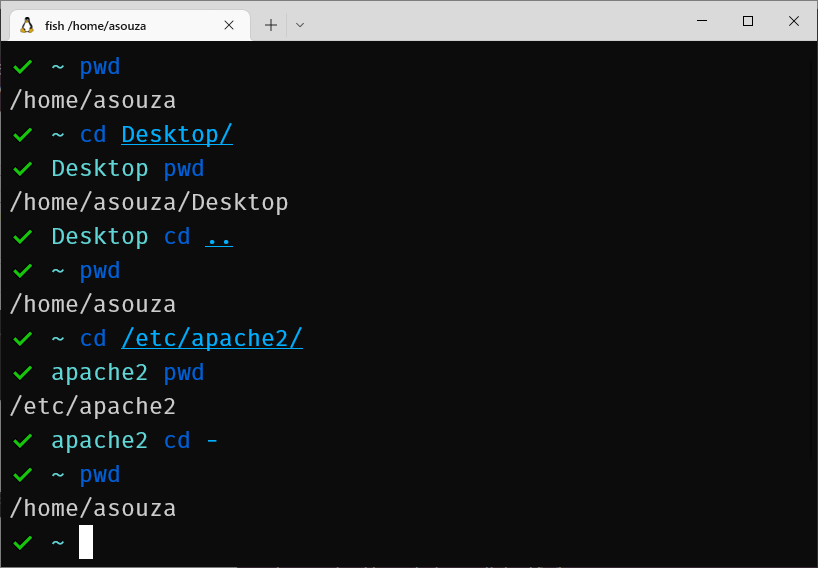 fish /home/asouza
~ pwd
/home/asouza
~ cd Desktop/
Desktop pwd
/home/asouza/Desktop
Desktop cd ..
~ pwd
/home/asouza
~ cd /etc/apache2/
apache2 pwd
/etc/apache2
apache2 cd -
~ pwd
/home/asouza
~